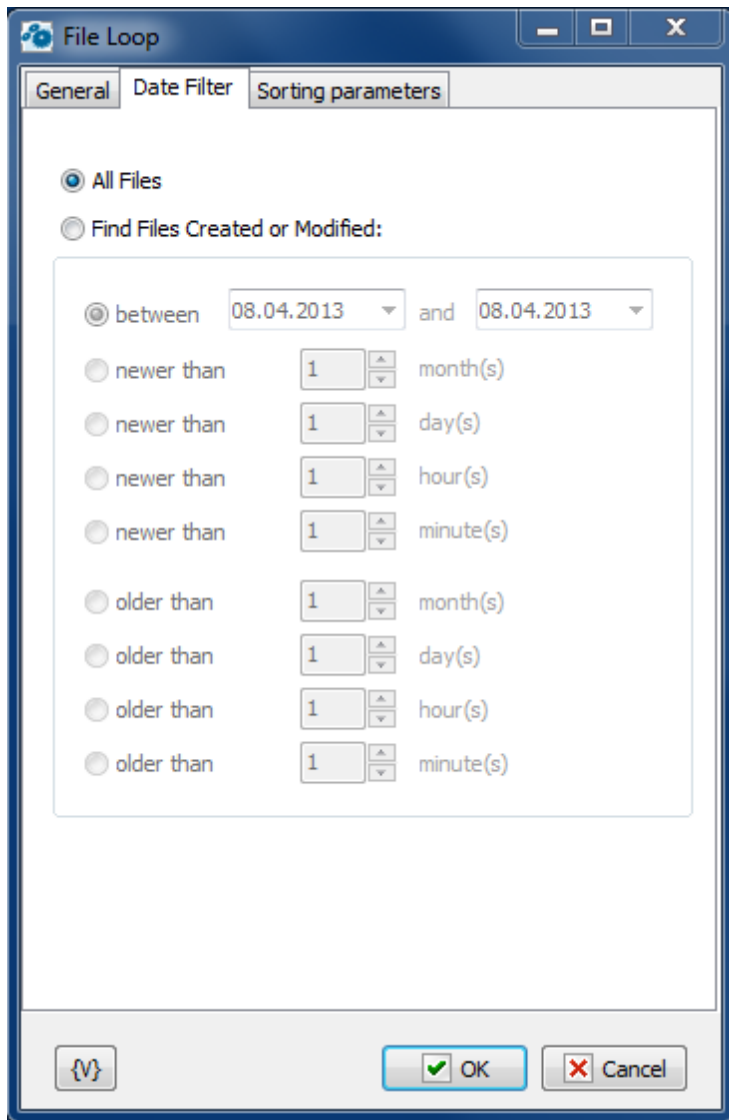 File Loop
General Date Filter Sorting parameters
All Files
Find Files Created or Modified:
between 08.04.2013 and 08.04.2013
newer than 1 month(s)
newer than 1 day(s)
newer than 1 hour(s)
newer than 1 minute(s)
older than 1 month(s)
older than 1 day(s)
older than 1 hour(s)
older than 1 minute(s)
{V} OK Cancel